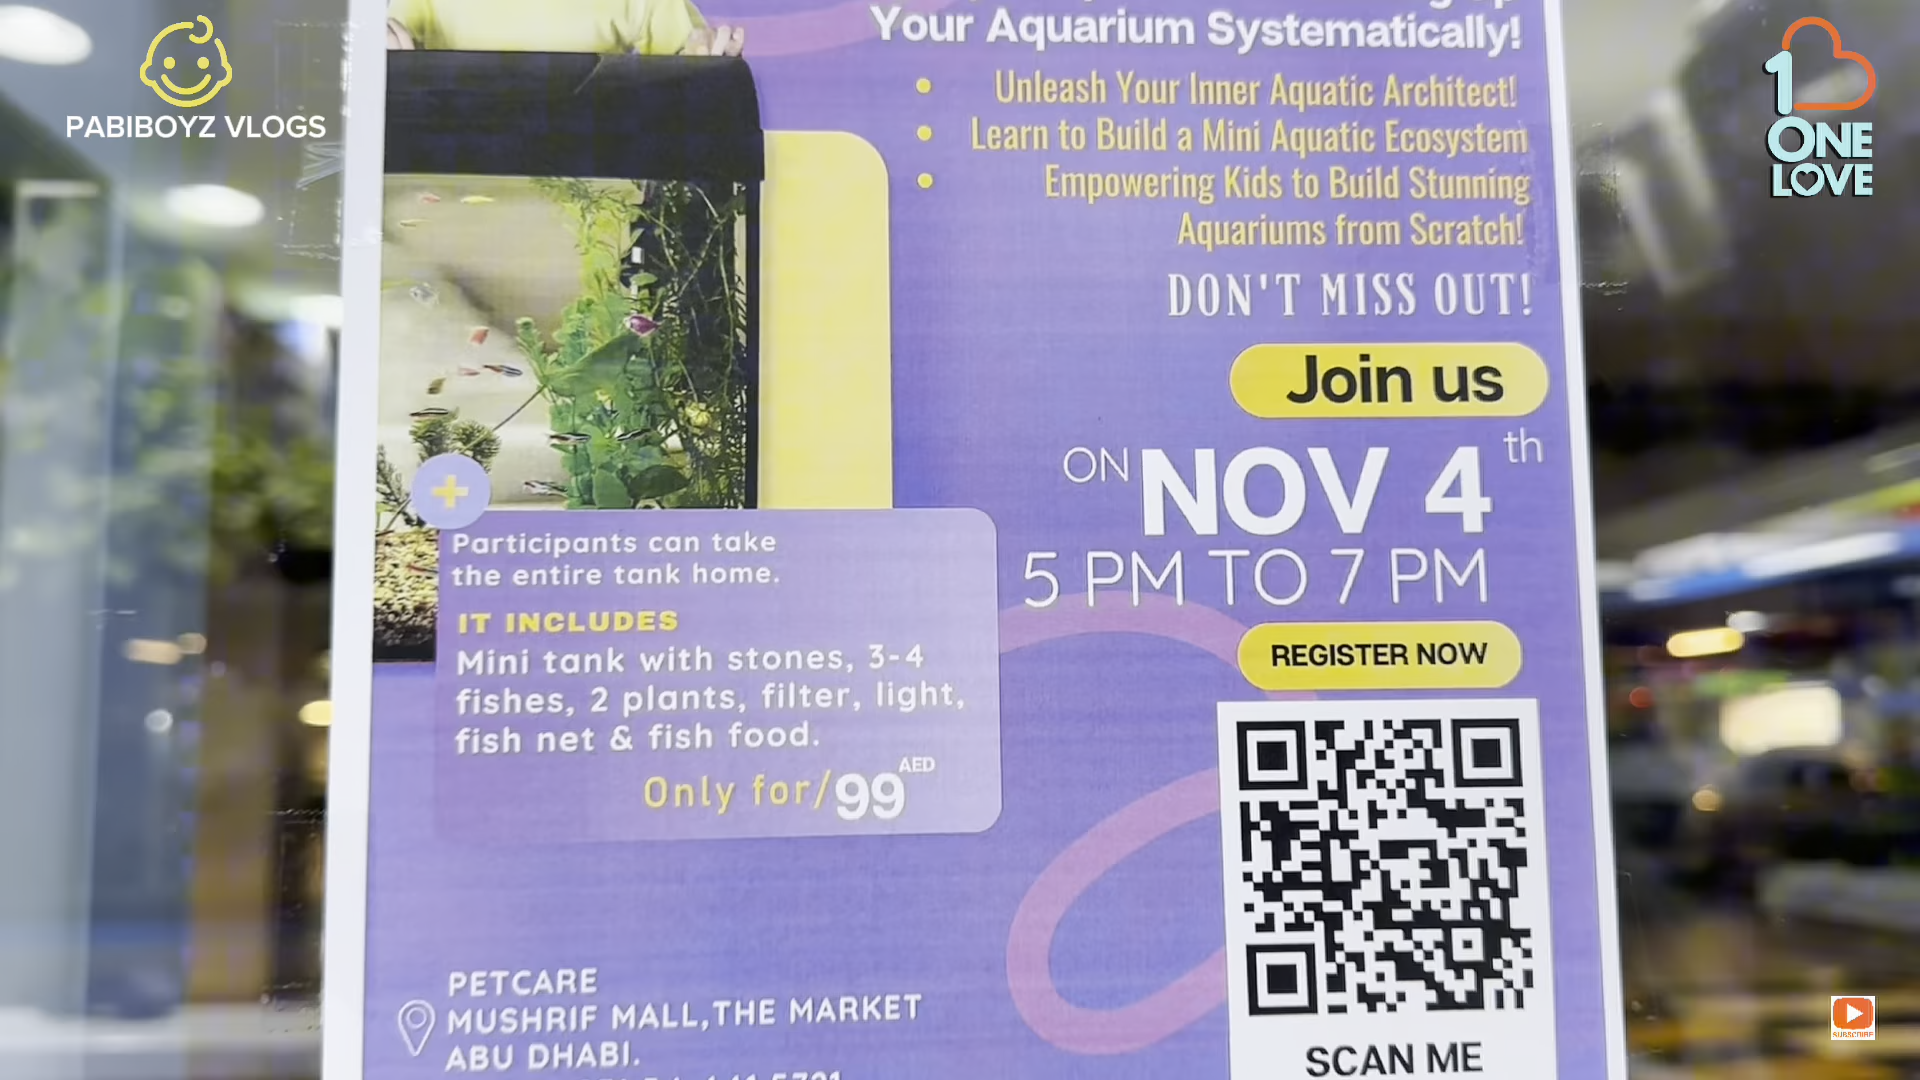 PABIBOYZ VLOGS
1
ONE
LOVE
Your Aquarium Systematically!
Unleash Your Inner Aquatic Architect!
Learn to Build a Mini Aquatic Ecosystem
Empowering Kids to Build Stunning
Aquariums from Scratch!
DON'T MISS OUT!
Join us
ON NOV 4th
5 PM TO 7 PM
REGISTER NOW
SCAN ME
Participants can take
the entire tank home.
IT INCLUDES
Mini tank with stones, 3-4
fishes, 2 plants, filter, light,
fish net & fish food.
Only for/99 AED
PETCARE
MUSHRIF MALL,THE MARKET
ABU DHABI.
SUBSCRIBE